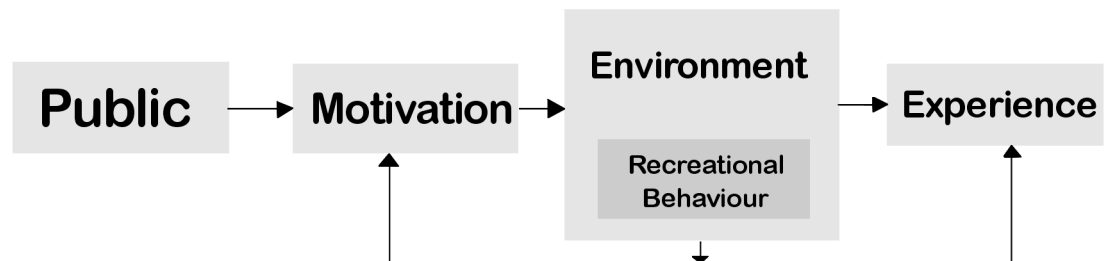 Public
Motivation
Environment
Recreational
Behaviour
Experience